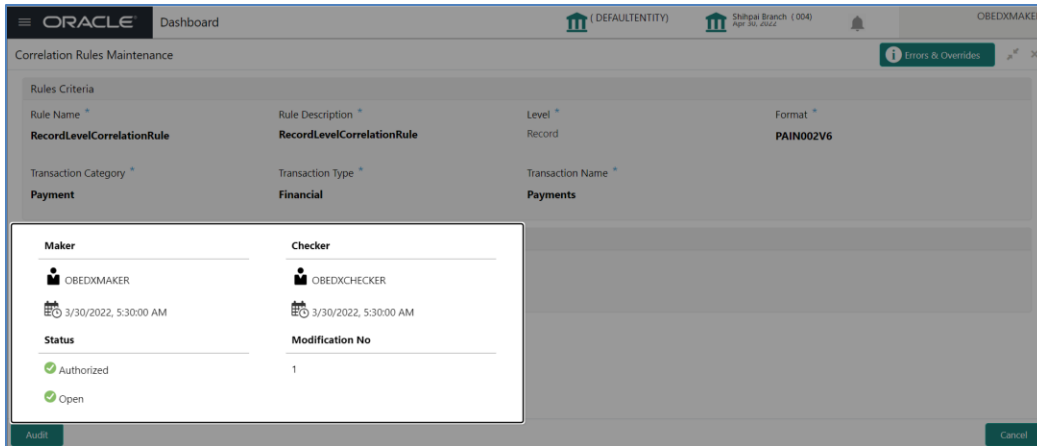 ORACLE Dashboard ( DEFAULTENTITY) Shihpai Branch ( 004) OBEDXMAKER
Apr 30, 2022
Correlation Rules Maintenance Errors & Overrides
Rules Criteria
Rule Name * Rule Description * Level * Format *
RecordLevelCorrelationRule RecordLevelCorrelationRule Record PAIN002V6
Transaction Category * Transaction Type * Transaction Name *
Payment Financial Payments
Maker Checker
OBEDXMAKER OBEDXCHECKER
3/30/2022, 5:30:00 AM 3/30/2022, 5:30:00 AM
Status Modification No
Authorized 1
Open
Audit Cancel